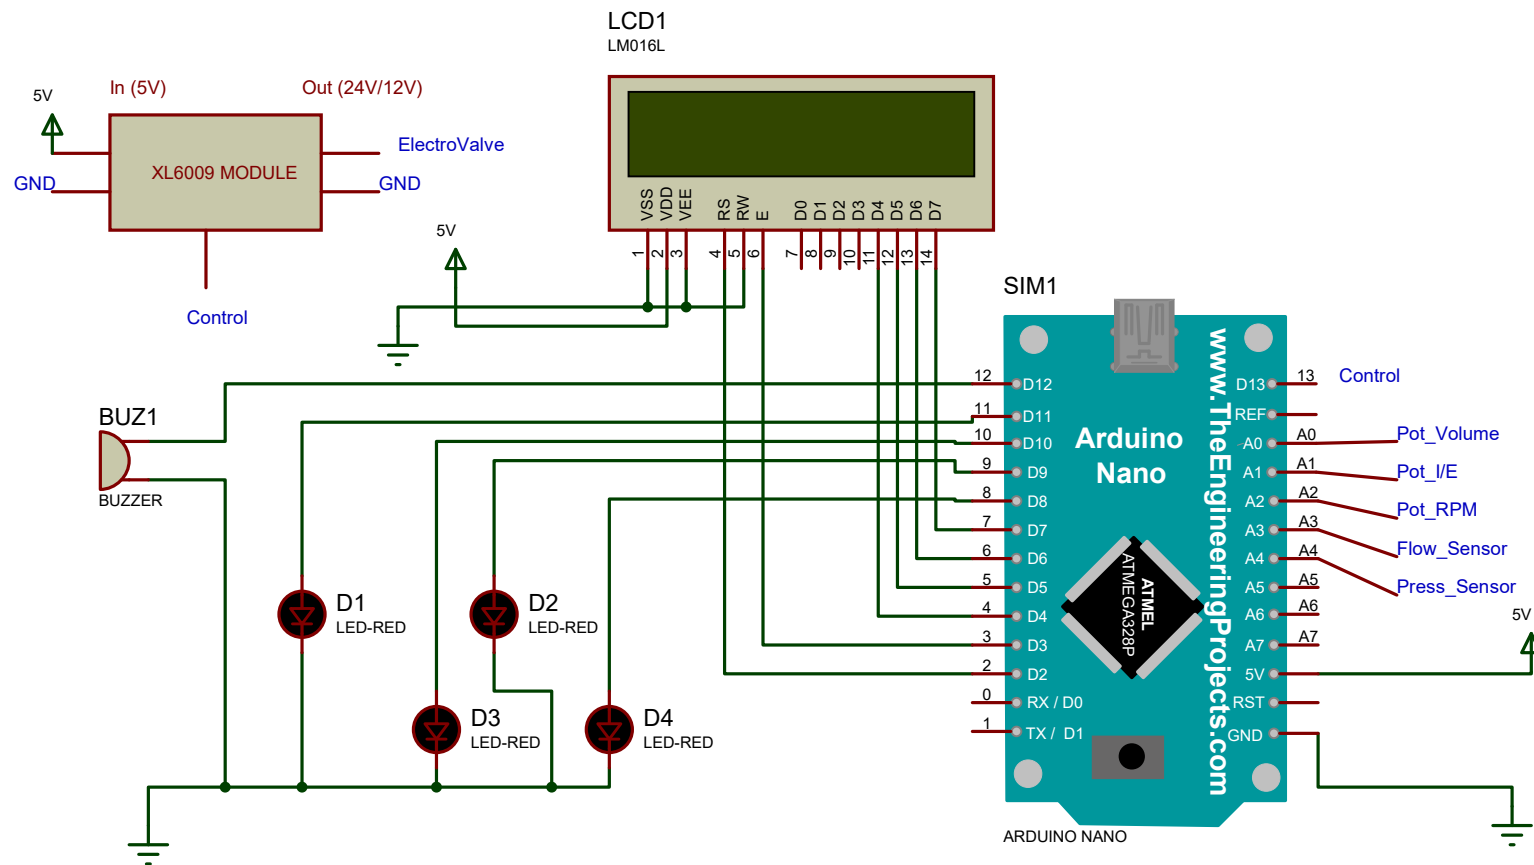 LCD1
LM016L
In (5V)
Out (24V/12V)
5V
ElectroValve
XL6009 MODULE
GND
GND
Control
VSS
VDD
VEE
RS
RW
E
D0
D1
D2
D3
D4
D5
D6
D7
1
2
3
4
5
6
7
8
9
10
11
12
13
14
5V
SIM1
12
D12
11
D11
10
D10
9
D9
8
D8
7
D7
6
D6
5
D5
4
D4
3
D3
2
D2
0
RX / D0
1
TX / D1
Arduino
Nano
ATMEL
ATMEGA328P
www.TheEngineeringProjects.com
D13
13
Control
REF
A0
A0
Pot_Volume
A1
A1
Pot_I/E
A2
A2
Pot_RPM
A3
A3
Flow_Sensor
A4
A4
Press_Sensor
A5
A5
A6
A6
A7
A7
5V
5V
RST
GND
ARDUINO NANO
BUZ1
BUZZER
D1
LED-RED
D2
LED-RED
D3
LED-RED
D4
LED-RED